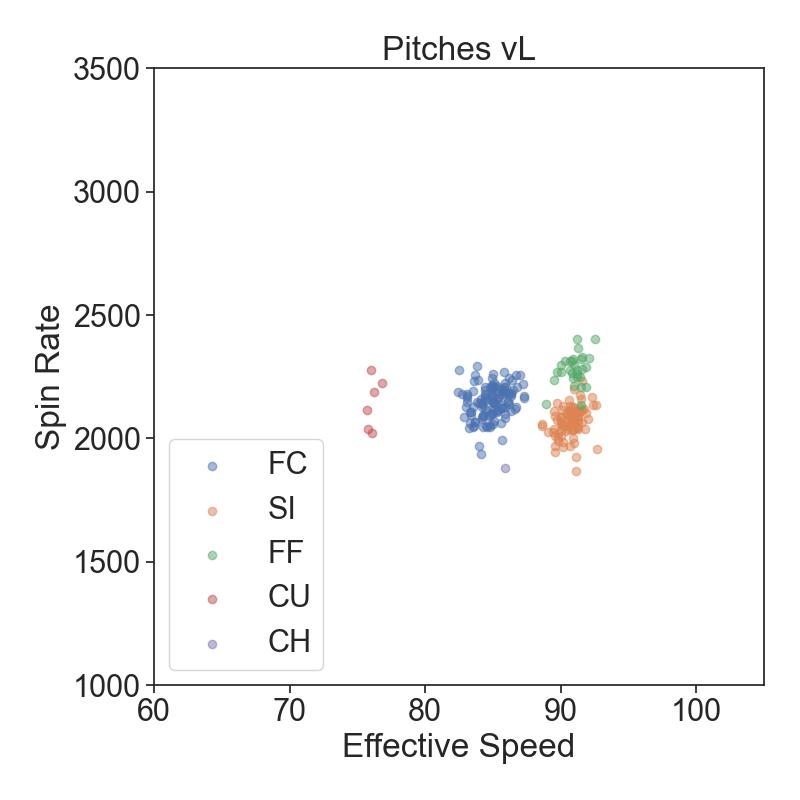 Pitches vL
3500
3000
2500
2000
1500
1000
Spin Rate
FC
SI
FF
CU
CH
60 70 80 90 100
Effective Speed